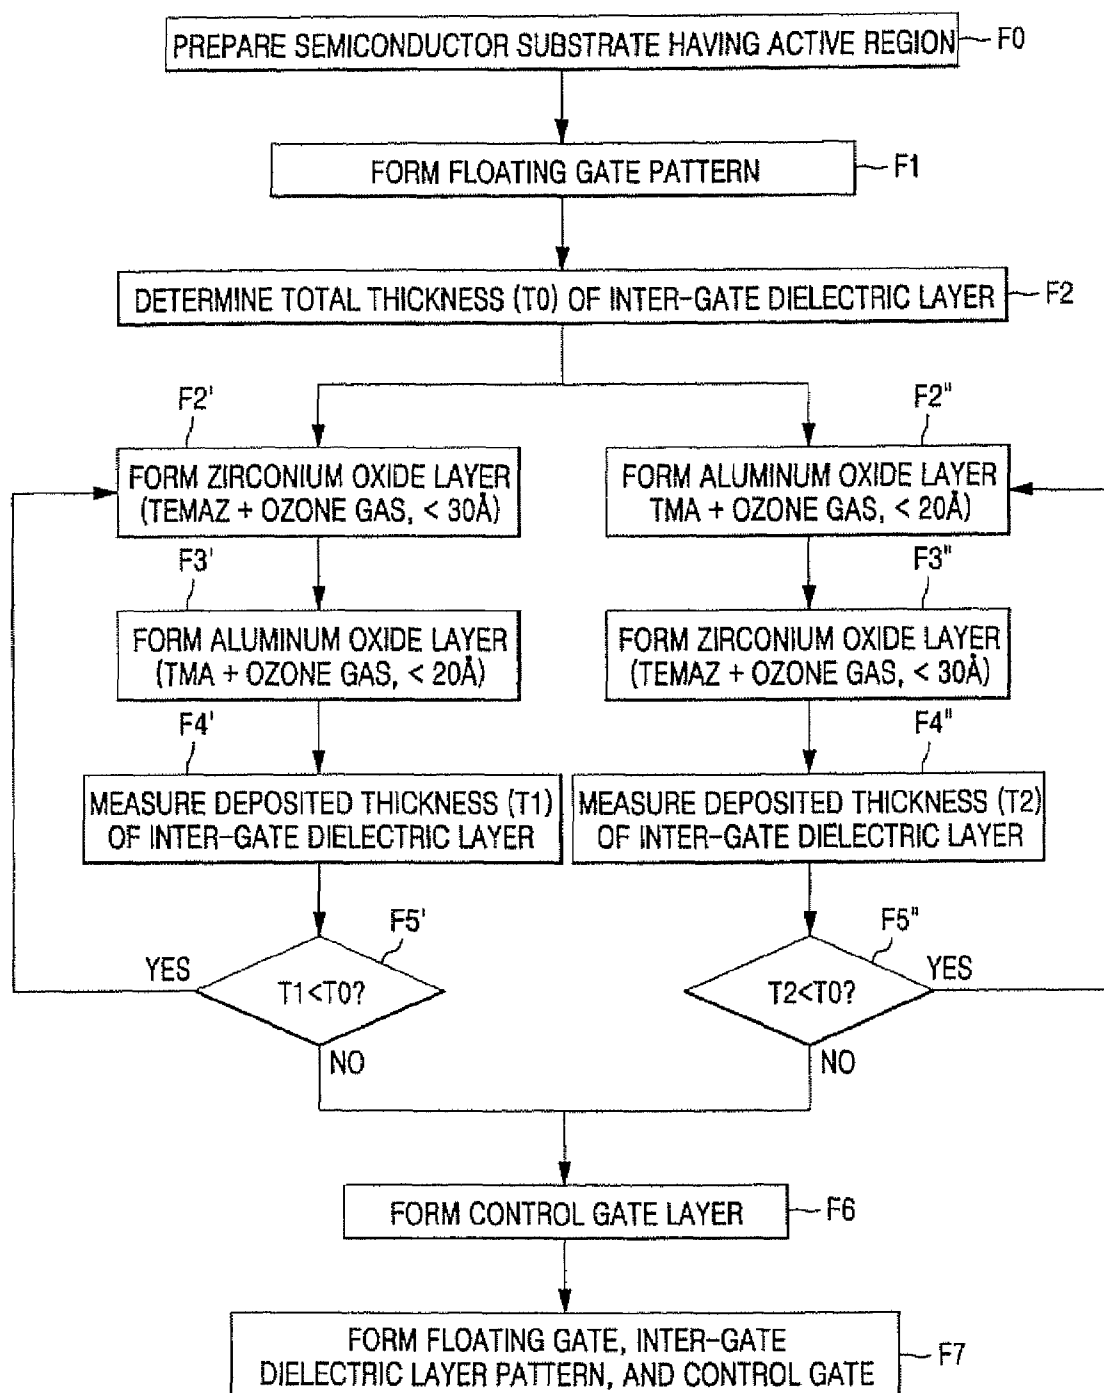 PREPARE SEMICONDUCTOR SUBSTRATE HAVING ACTIVE REGION
F0
FORM FLOATING GATE PATTERN
F1
DETERMINE TOTAL THICKNESS (T0) OF INTER-GATE DIELECTRIC LAYER
F2
F2'
FORM ZIRCONIUM OXIDE LAYER
(TEMAZ + OZONE GAS, < 30Å)
F3'
FORM ALUMINUM OXIDE LAYER
(TMA + OZONE GAS, < 20Å)
F4'
MEASURE DEPOSITED THICKNESS (T1)
OF INTER-GATE DIELECTRIC LAYER
F5'
YES
T1<T0?
NO
F2"
FORM ALUMINUM OXIDE LAYER
TMA + OZONE GAS, < 20Å)
F3"
FORM ZIRCONIUM OXIDE LAYER
(TEMAZ + OZONE GAS, < 30Å)
F4"
MEASURE DEPOSITED THICKNESS (T2)
OF INTER-GATE DIELECTRIC LAYER
F5"
T2<T0?
YES
NO
FORM CONTROL GATE LAYER
F6
FORM FLOATING GATE, INTER-GATE
DIELECTRIC LAYER PATTERN, AND CONTROL GATE
F7